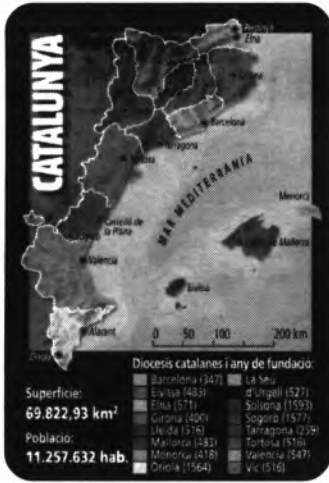 CATALUNYA
Elna
Girona
Barcelona
Tarragona
Tortosa
MAR MEDITERRANIA
Menorca
Castelló de
la Plana
Mallorca
València
Eivissa
Alacant
0 50 100 200 km
Diòcesis catalanes i any de fundació:
Superfície:
69.822,93 km²
Població:
11.257.632 hab.
Barcelona (347)
Eivissa (483)
Elna (571)
Girona (400)
Lleida (516)
Mallorca (483)
Menorca (418)
Oriola (1564)
La Seu
d'Urgell (527)
Solsona (1593)
Sogorb (1577)
Tarragona (259)
Tortosa (516)
València (547)
Vic (516)